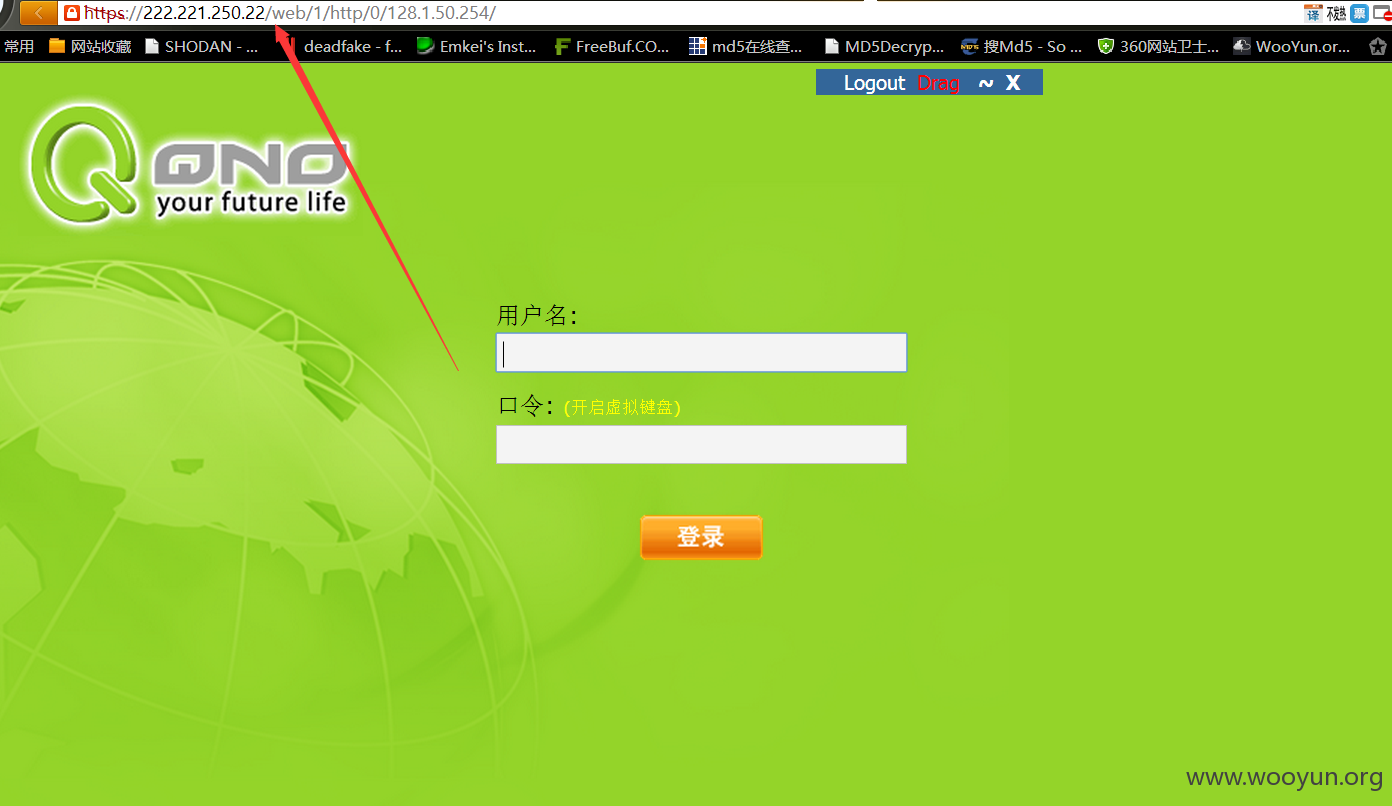 https://222.221.250.22/web/1/http/0/128.1.50.254/
译 不安然 票
常用 网站收藏 SHODAN - ... deadfake - f... Emkei's Inst... FreeBuf.CO... md5在线查... MD5Decryp... 搜Md5 - So ... 360网站卫士... WooYun.or...
Logout Drag ~ X
QNO
your future life
用户名:
口令: (开启虚拟键盘)
登录
www.wooyun.org